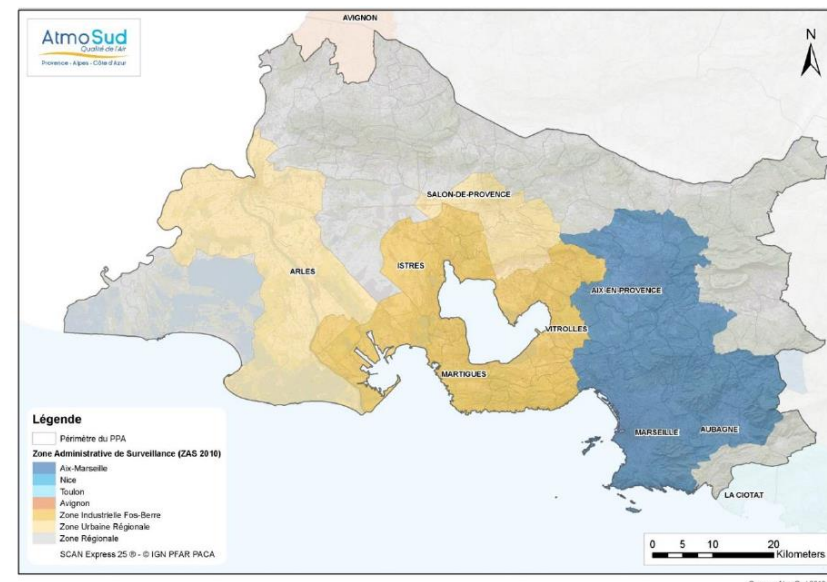 AtmoSud
Qualité de l'Air
Provence - Alpes - Côte d'Azur
AVIGNON
N
SALON-DE-PROVENCE
ARLES
ISTRES
AIX-EN-PROVENCE
VITROLLES
MARTIGUES
MARSEILLE
AUBAGNE
LA CIOTAT
Légende
Périmètre du PPA
Zone Administrative de Surveillance (ZAS 2010)
Aix-Marseille
Nice
Toulon
Avignon
Zone Industrielle Fos-Berre
Zone Urbaine Régionale
Zone Régionale
SCAN Express 25 ® - © IGN PFAR PACA
0 5 10 20
Kilometers